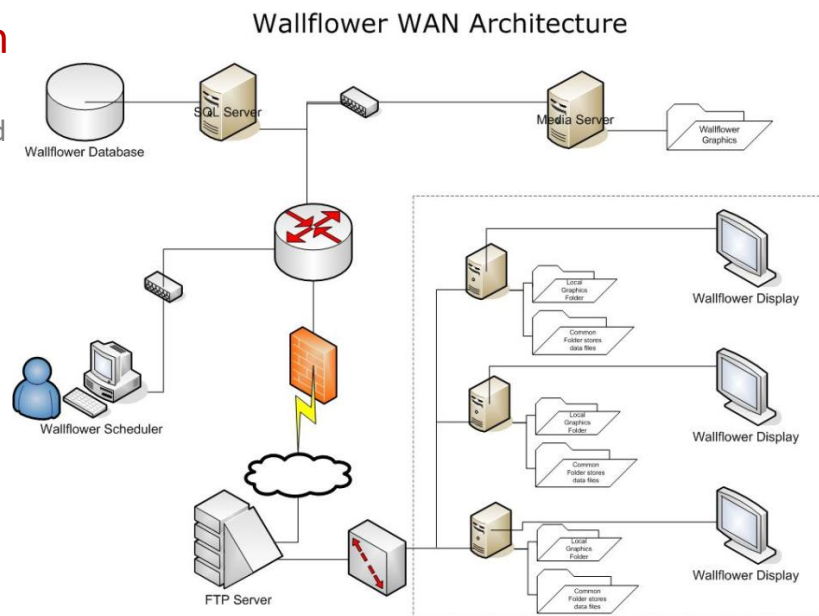 Wallflower WAN Architecture
n
d
SQL Server
Media Server
Wallflower
Graphics
Wallflower Database
Local
Graphics
Folder
Common
Folder stores
data files
Wallflower Display
Wallflower Scheduler
Local
Graphics
Folder
Common
Folder stores
data files
Wallflower Display
FTP Server
Local
Graphics
Folder
Common
Folder stores
data files
Wallflower Display